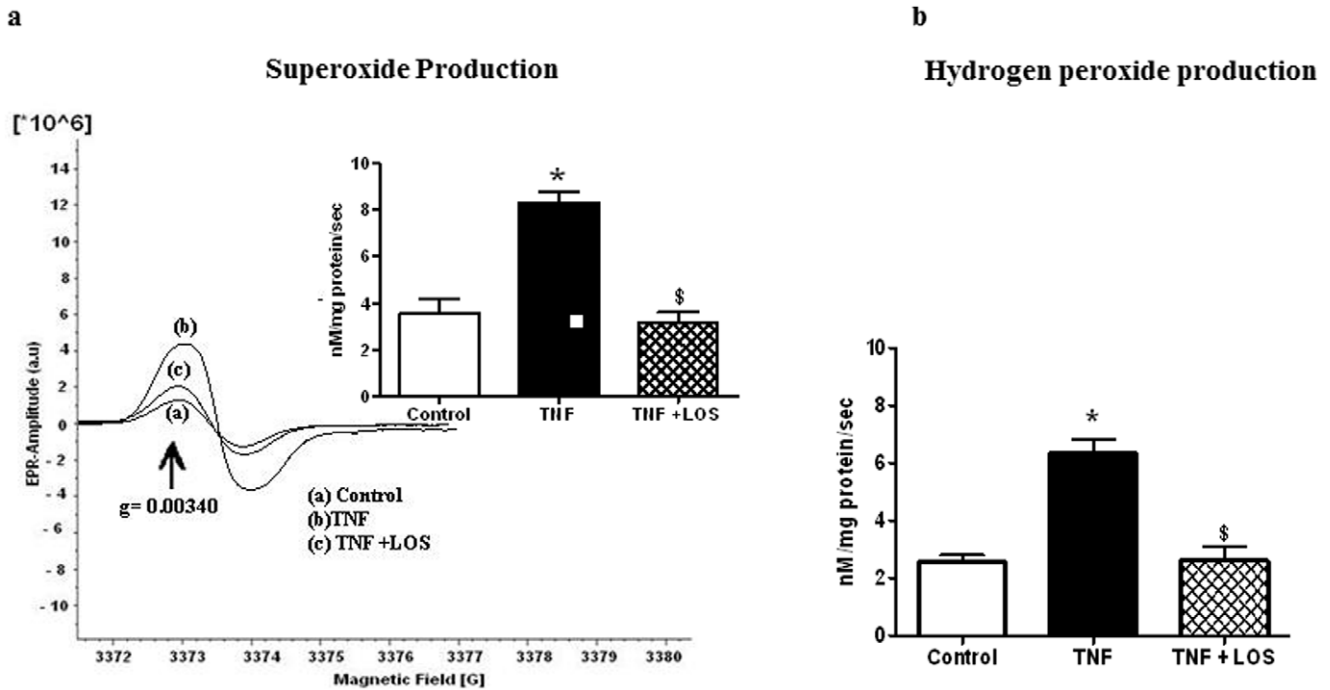 a
b
Superoxide Production
Hydrogen peroxide production
[*10^6]
14
12
10
8
6
4
2
0
- 2
- 4
- 6
- 8
- 10
EPR-Amplitude (a.u)
(b)
(c)
(a)
g= 0.00340
(a) Control
(b)TNF
(c) TNF +LOS
3372 3373 3374 3375 3376 3377 3378 3379 3380
Magnetic Field [G]
10
8
6
4
2
0
nM/mg protein/sec
*
$
Control TNF TNF +LOS
10
8
6
4
2
0
nM /mg protein/sec
*
$
Control TNF TNF + LOS